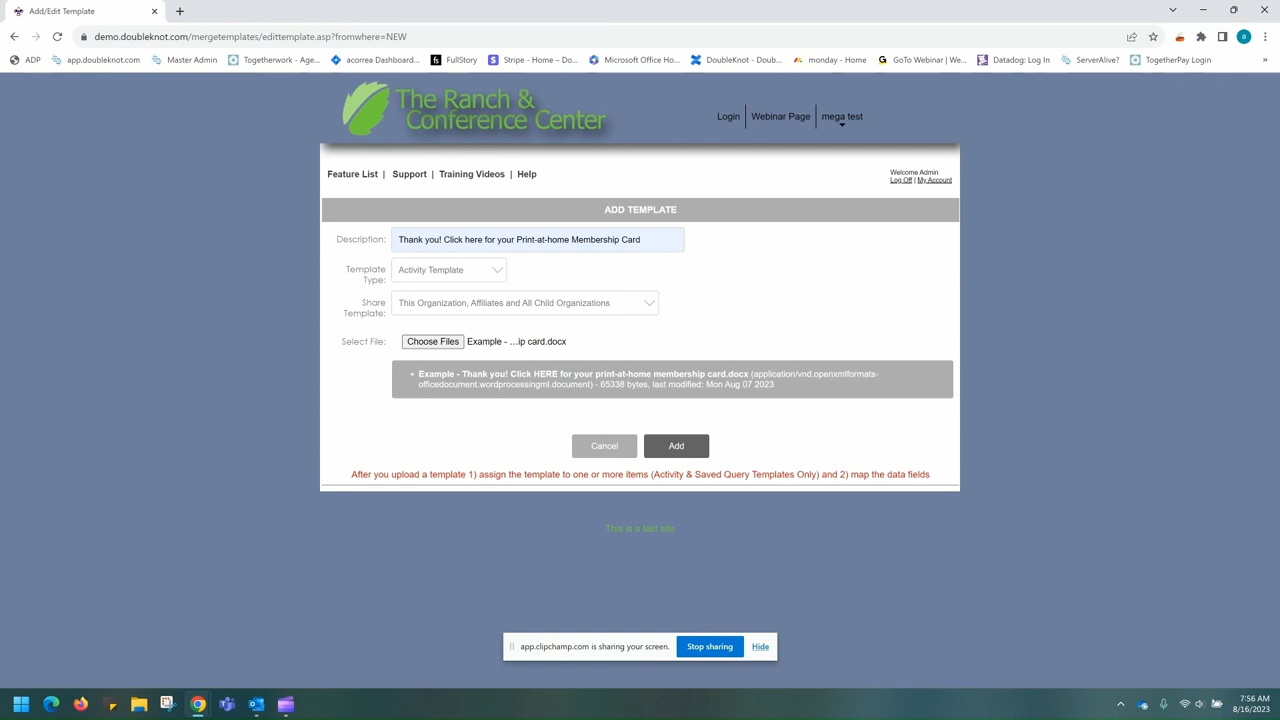 Add/Edit Template
demo.doubleknot.com/mergetemplates/edittemplate.asp?fromwhere=NEW
ADP
app.doubleknot.com
Master Admin
Togetherwork - Age...
acorrea Dashboard...
FullStory
Stripe - Home – Do...
Microsoft Office Ho...
DoubleKnot - Doub...
monday - Home
GoTo Webinar | We...
Datadog: Log In
ServerAlive?
TogetherPay Login
»
The Ranch &
Conference Center
Login
Webinar Page
mega test
Feature List | Support | Training Videos | Help
Welcome Admin
Log Off | My Account
ADD TEMPLATE
Description: Thank you! Click here for your Print-at-home Membership Card
Template
Type:
Activity Template
Share
Template:
This Organization, Affiliates and All Child Organizations
Select File: Choose Files Example - ...ip card.docx
• Example - Thank you! Click HERE for your print-at-home membership card.docx (application/vnd.openxmlformats-
officedocument.wordprocessingml.document) - 65338 bytes, last modified: Mon Aug 07 2023
Cancel
Add
After you upload a template 1) assign the template to one or more items (Activity & Saved Query Templates Only) and 2) map the data fields
This is a test site
app.clipchamp.com is sharing your screen.
Stop sharing
Hide
7:56 AM
8/16/2023